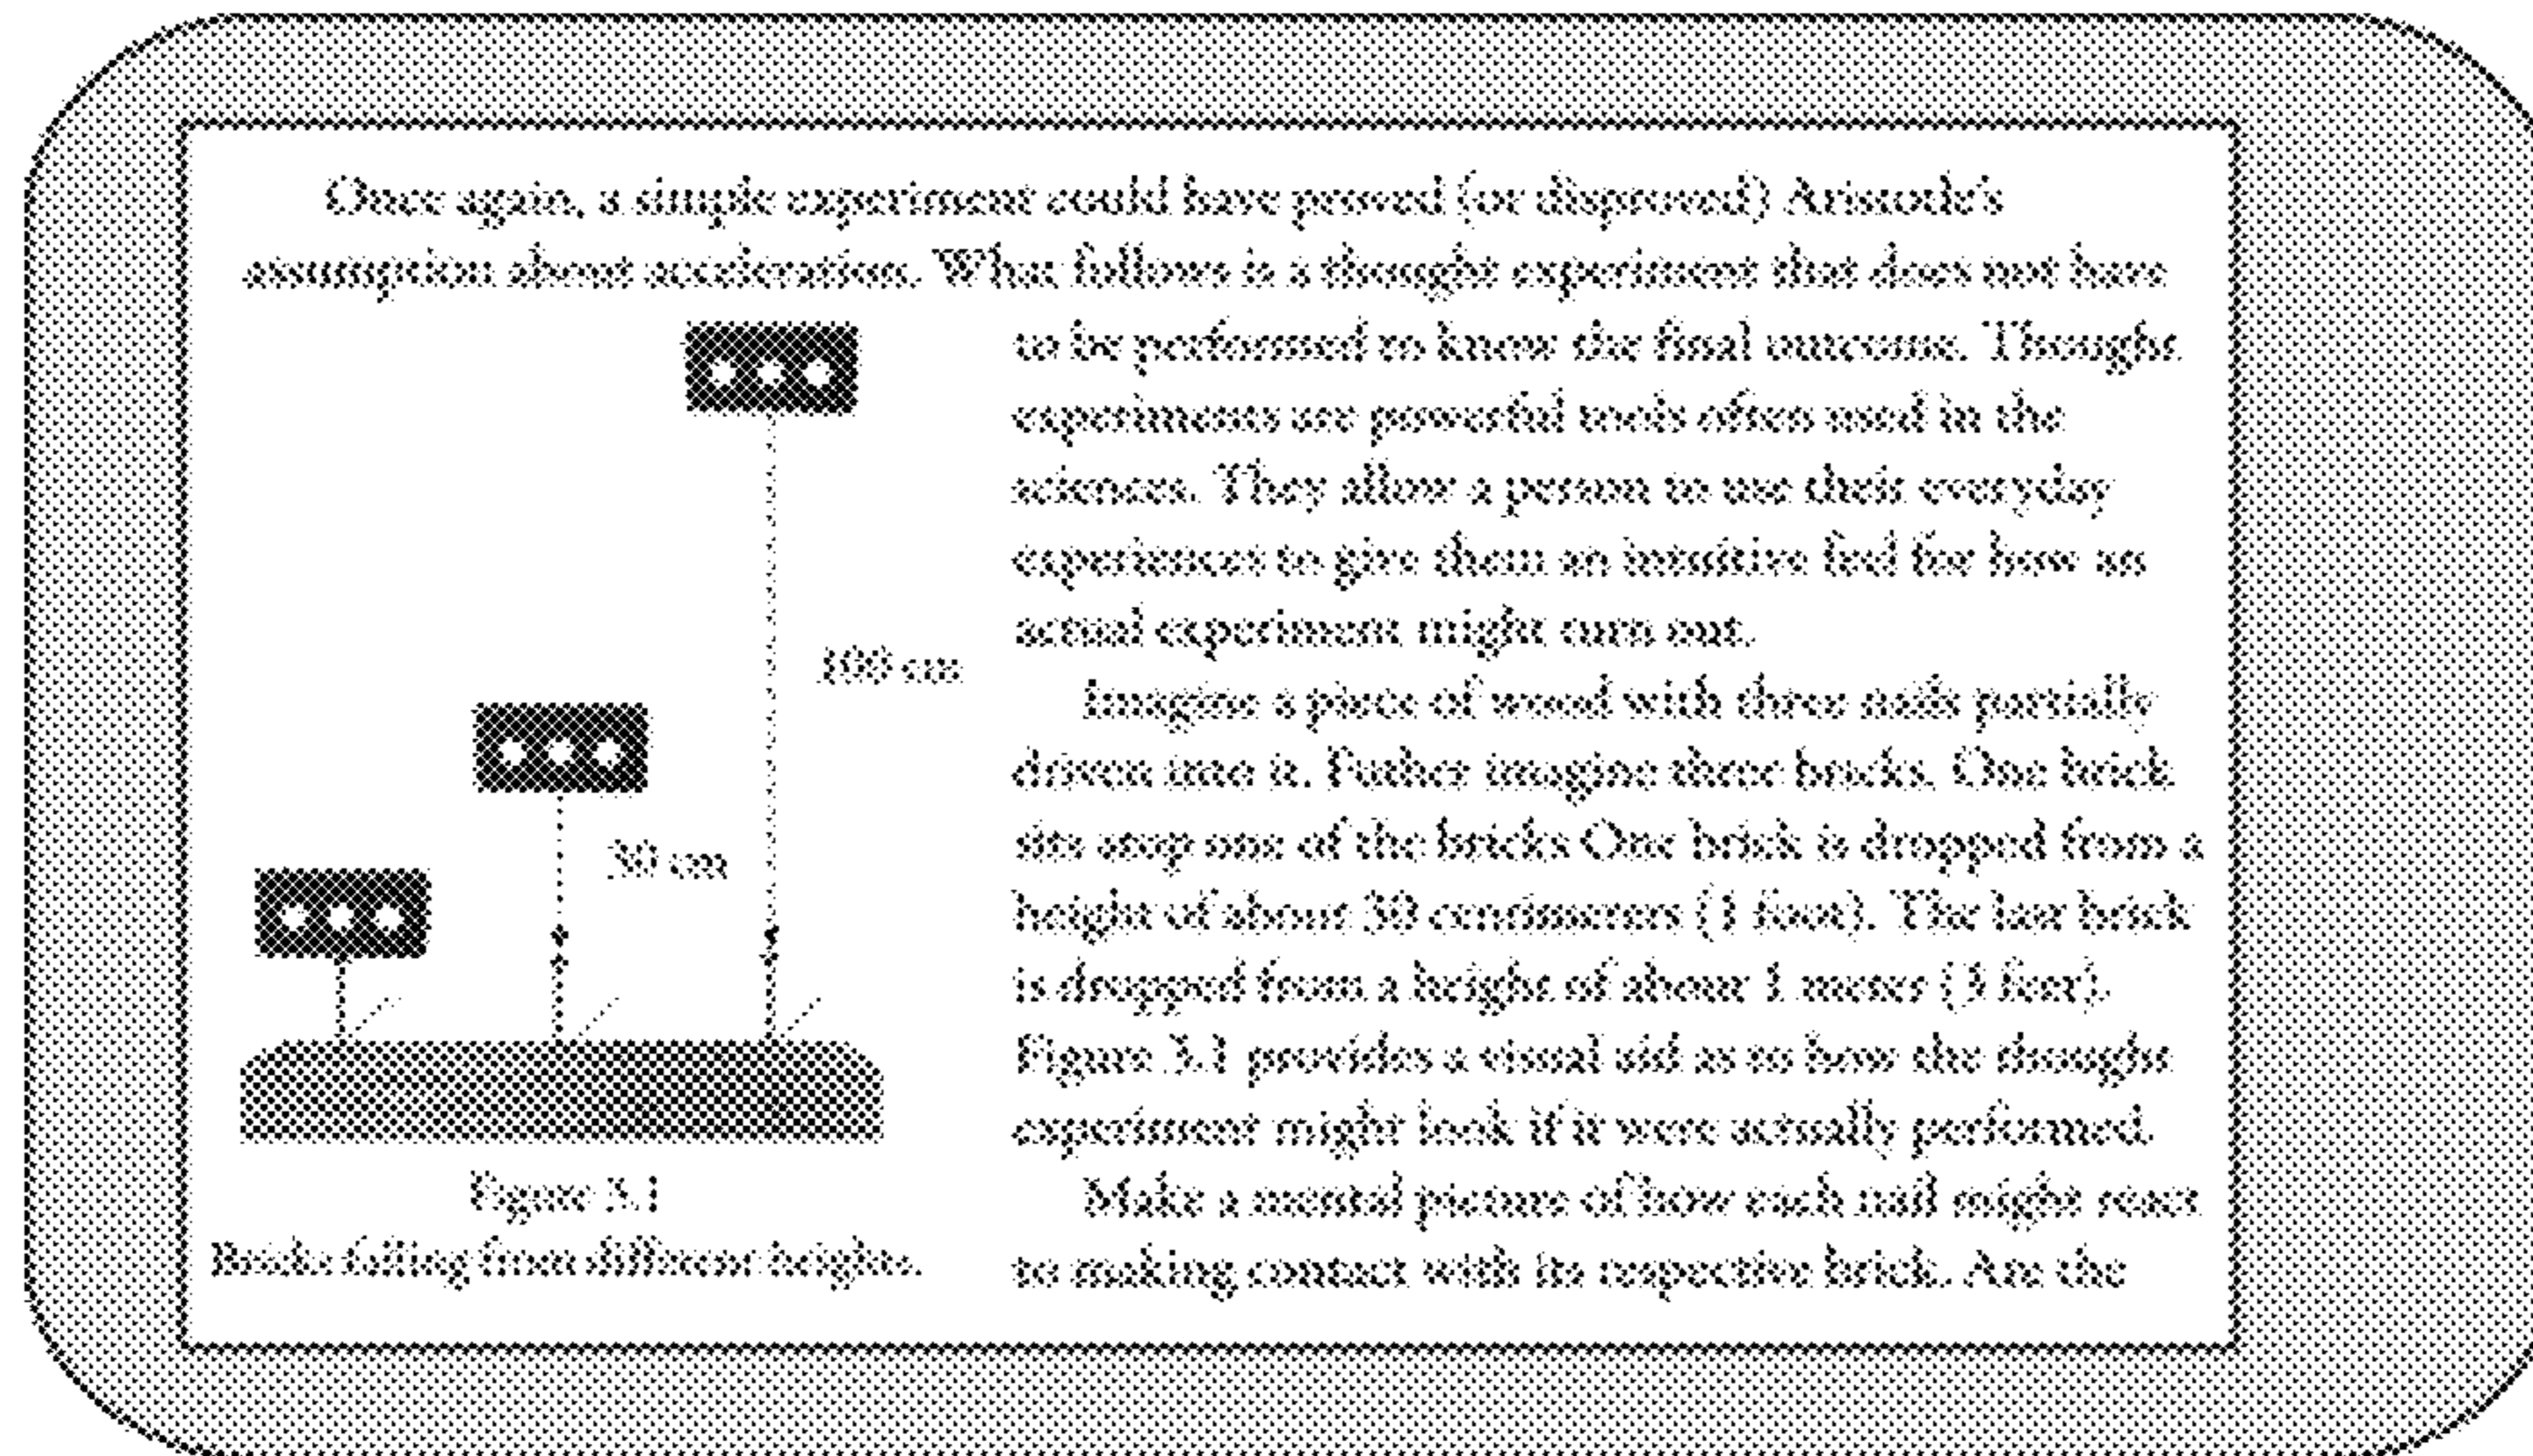 Once again, a simple experiment could have proved (or disproved) Aristotle's
assumption about acceleration. What follows is a thought experiment that does not have
to be performed to know the final outcome. Thought
experiments are powerful tools often used in the
sciences. They allow a person to use their everyday
experiences to give them an intuitive feel for how an
actual experiment might turn out.
Imagine a piece of wood with three nails partially
driven into it. Futher imagine three bricks. One brick
sits atop one of the bricks One brick is dropped from a
height of about 30 centimeters (1 foot). The last brick
is dropped from a height of about 1 meter (3 feet).
Figure 3.1 provides a visual aid as to how the thought
experiment might look if it were actually performed.
Make a mental picture of how each nail might react
to making contact with its respective brick. Are the
100 cm
30 cm
Figure 3.1
Bricks falling from different heights.